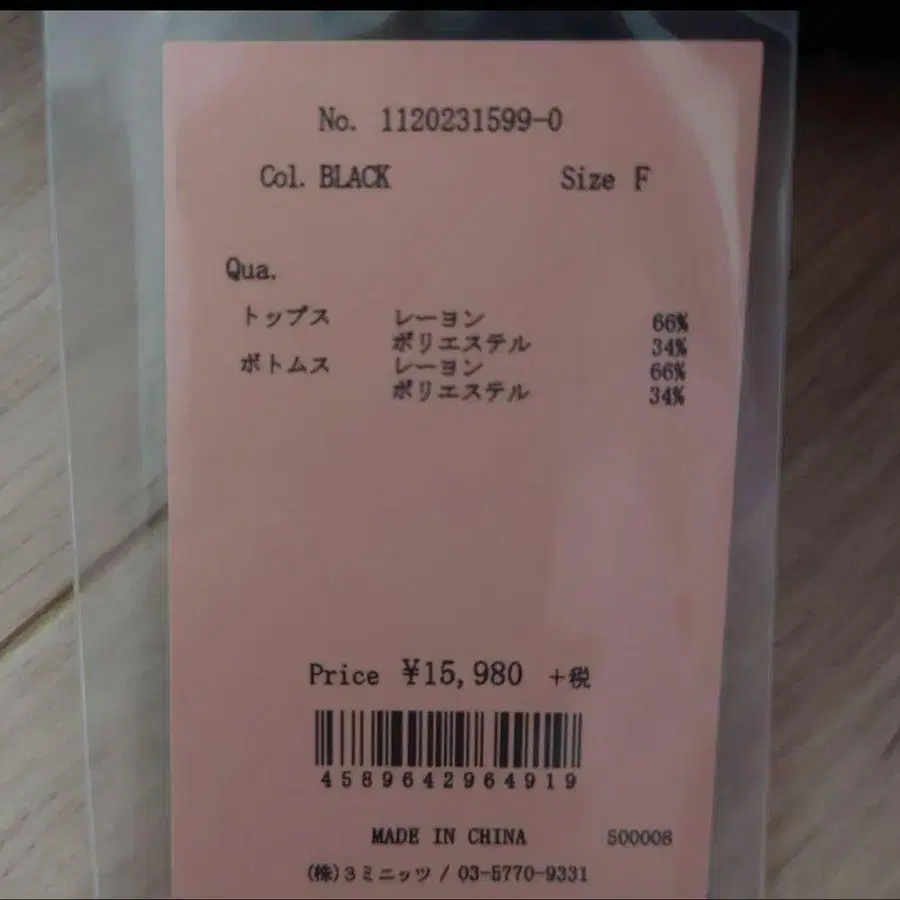 No. 1120231599-0
Col. BLACK Size F
Qua.
トップス レーヨン 66%
ポリエステル 34%
ボトムス レーヨン 66%
ポリエステル 34%
Price ¥15,980 +税
4589642964919
MADE IN CHINA 500008
(株)3ミニッツ / 03-5770-9331